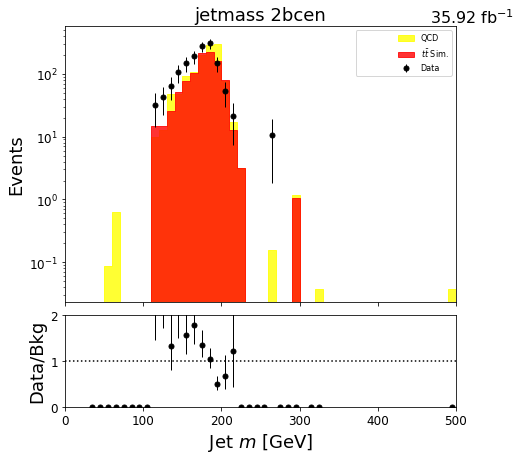 jetmass 2bcen
35.92 fb⁻¹
QCD
tt̄ Sim.
Data
Events
10²
10¹
10⁰
10⁻¹
Data/Bkg
2
1
0
0 100 200 300 400 500
Jet m [GeV]